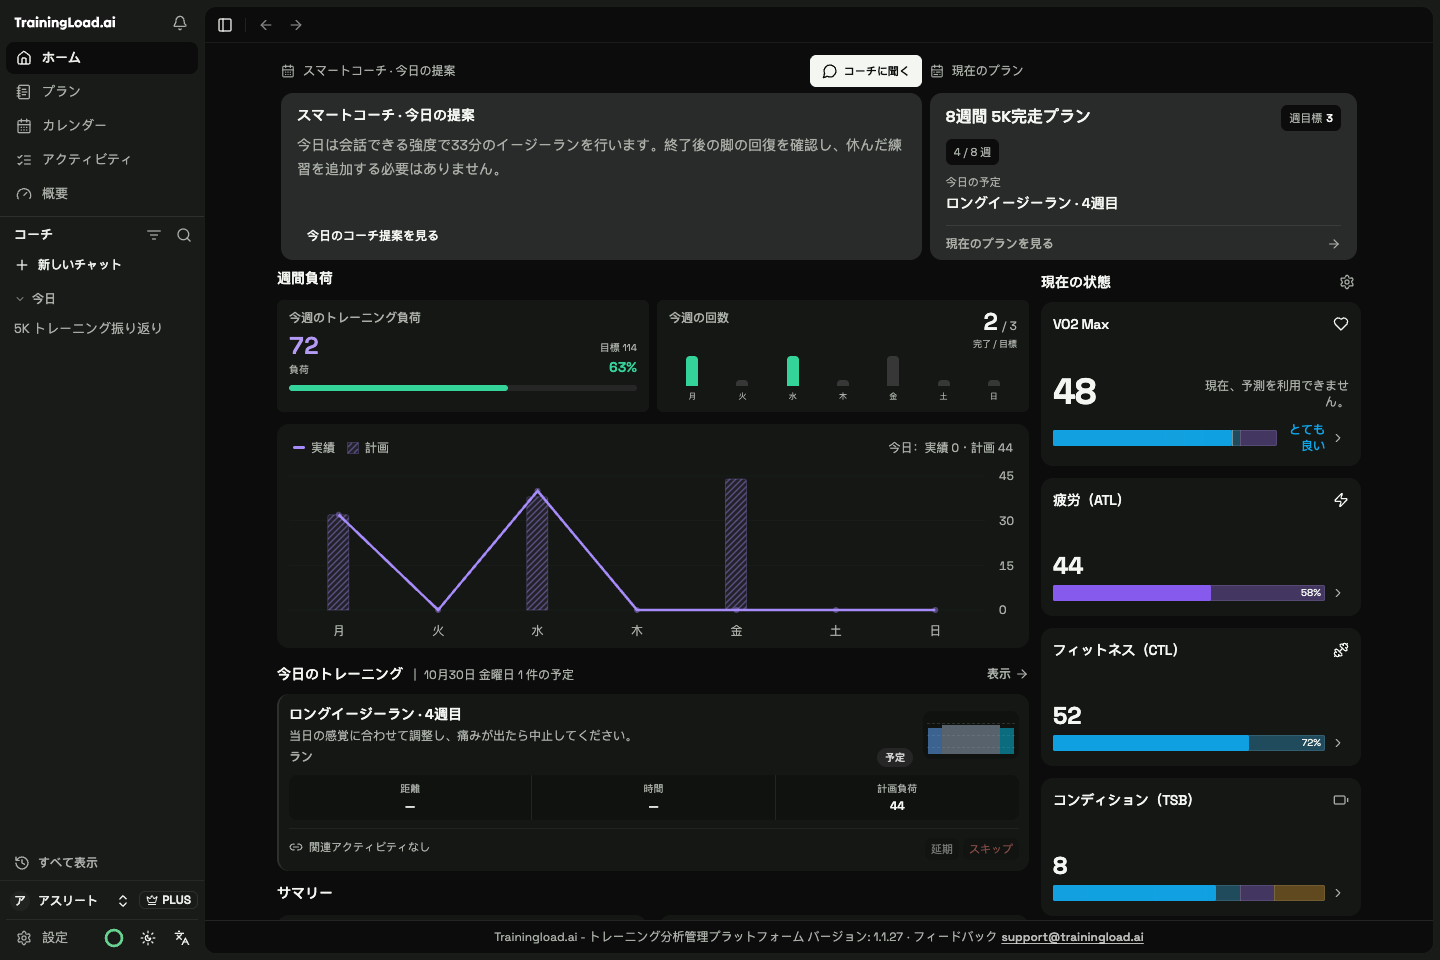 TrainingLoad.ai
ホーム
プラン
カレンダー
アクティビティ
概要
コーチ
新しいチャット
今日
5K トレーニング振り返り
すべて表示
ア アスリート PLUS
設定
スマートコーチ · 今日の提案
コーチに聞く
スマートコーチ · 今日の提案
今日は会話できる強度で33分のイージーランを行います。終了後の脚の回復を確認し、休んだ練
習を追加する必要はありません。
今日のコーチ提案を見る
現在のプラン
8週間 5K完走プラン
週目標 3
4 / 8 週
今日の予定
ロングイージーラン · 4週目
現在のプランを見る
週間負荷
今週のトレーニング負荷
72
負荷
目標 114
63%
今週の回数
2 / 3
完了 / 目標
月 火 水 木 金 土 日
実績 計画
今日: 実績 0 · 計画 44
45
30
15
0
月 火 水 木 金 土 日
今日のトレーニング | 10月30日 金曜日 1 件の予定
表示
ロングイージーラン · 4週目
当日の感覚に合わせて調整し、痛みが出たら中止してください。
ラン
予定
距離 時間 計画負荷
— — 44
関連アクティビティなし
延期 スキップ
サマリー
現在の状態
VO2 Max
48
現在、予測を利用できませ
ん。
とても
良い
疲労（ATL）
44
58%
フィットネス（CTL）
52
72%
コンディション（TSB）
8
Trainingload.ai - トレーニング分析管理プラットフォーム バージョン: 1.1.27 · フィードバック support@trainingload.ai